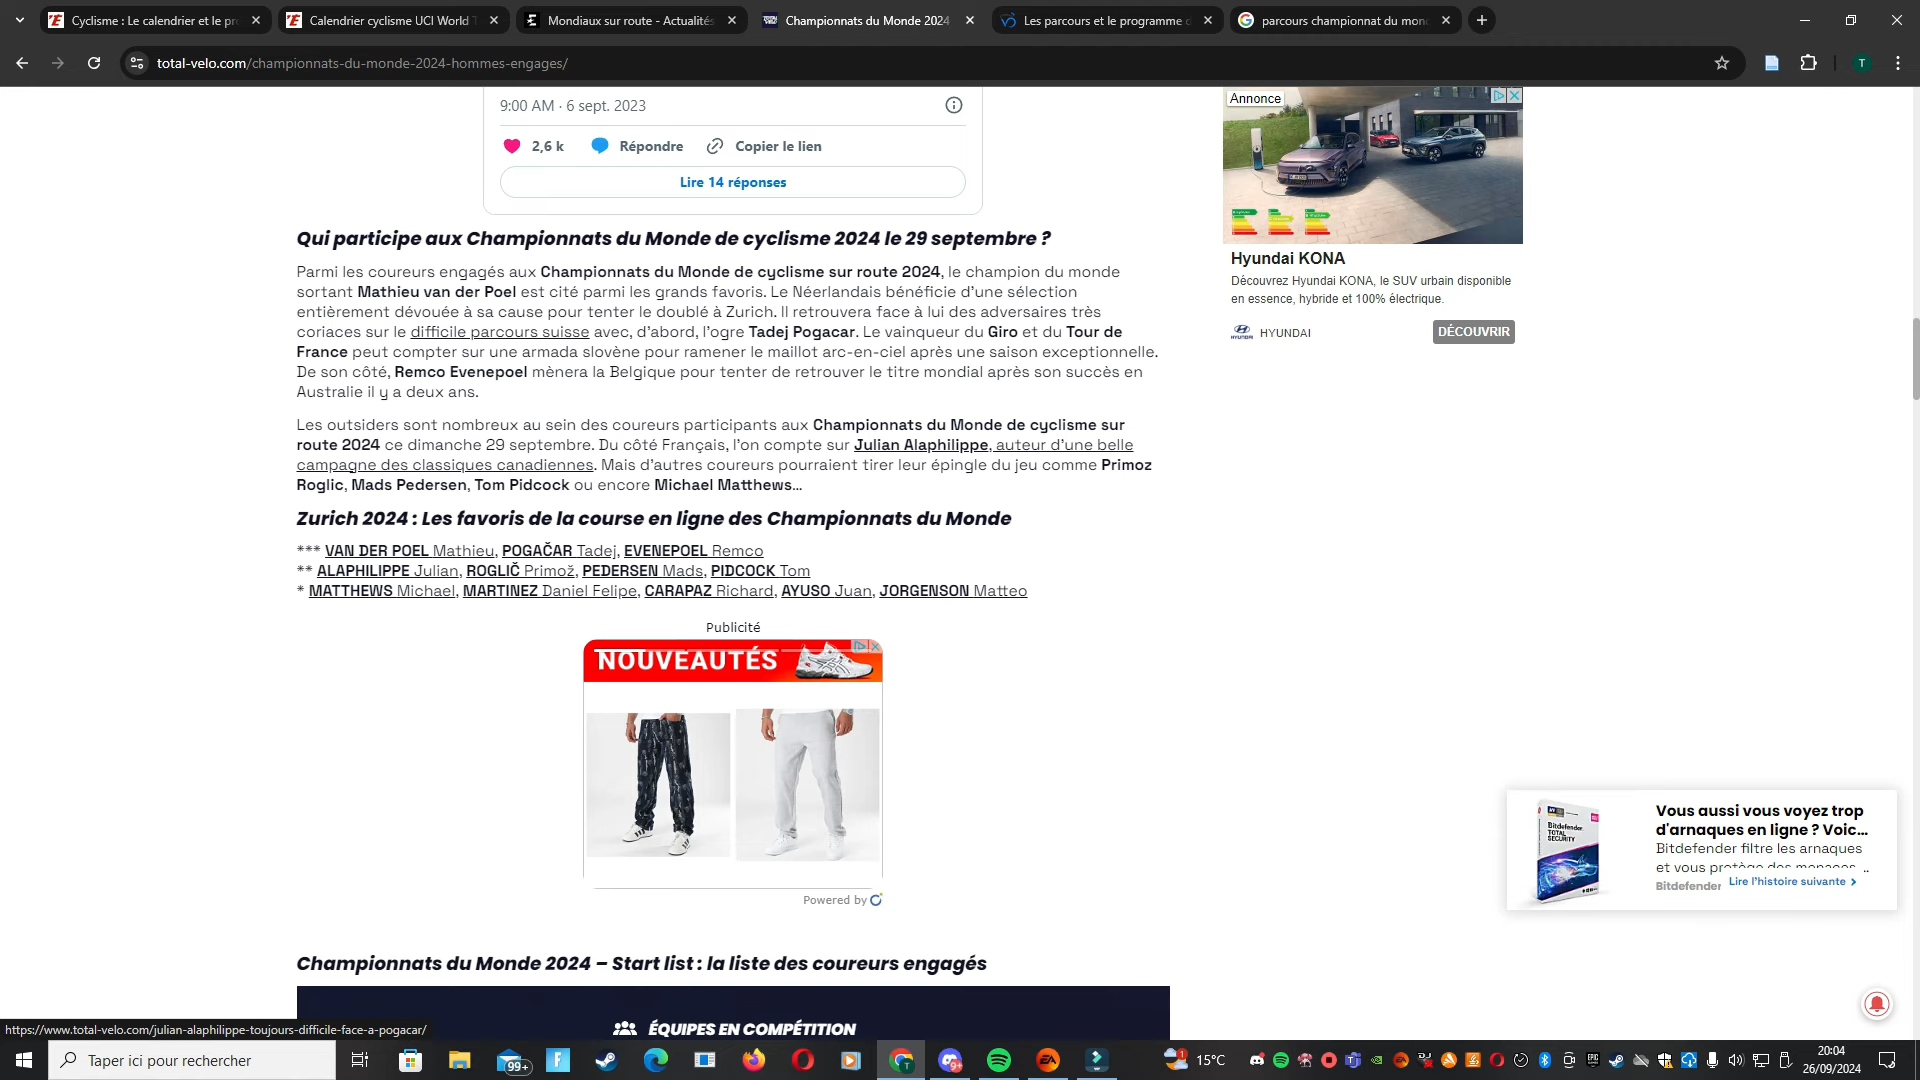 Cyclisme : Le calendrier et le pr
Calendrier cyclisme UCI World T
Mondiaux sur route - Actualités
Championnats du Monde 2024
Les parcours et le programme d
parcours championnat du mon
total-velo.com/championnats-du-monde-2024-hommes-engages/
T
9:00 AM · 6 sept. 2023
2,6 k
Répondre
Copier le lien
Lire 14 réponses
Annonce
Hyundai KONA
Découvrez Hyundai KONA, le SUV urbain disponible
en essence, hybride et 100% électrique.
HYUNDAI
DÉCOUVRIR
Qui participe aux Championnats du Monde de cyclisme 2024 le 29 septembre ?
Parmi les coureurs engagés aux Championnats du Monde de cyclisme sur route 2024, le champion du monde
sortant Mathieu van der Poel est cité parmi les grands favoris. Le Néerlandais bénéficie d'une sélection
entièrement dévouée à sa cause pour tenter le doublé à Zurich. Il retrouvera face à lui des adversaires très
coriaces sur le difficile parcours suisse avec, d'abord, l'ogre Tadej Pogacar. Le vainqueur du Giro et du Tour de
France peut compter sur une armada slovène pour ramener le maillot arc-en-ciel après une saison exceptionnelle.
De son côté, Remco Evenepoel mènera la Belgique pour tenter de retrouver le titre mondial après son succès en
Australie il y a deux ans.
Les outsiders sont nombreux au sein des coureurs participants aux Championnats du Monde de cyclisme sur
route 2024 ce dimanche 29 septembre. Du côté Français, l'on compte sur Julian Alaphilippe, auteur d'une belle
campagne des classiques canadiennes. Mais d'autres coureurs pourraient tirer leur épingle du jeu comme Primoz
Roglic, Mads Pedersen, Tom Pidcock ou encore Michael Matthews…
Zurich 2024 : Les favoris de la course en ligne des Championnats du Monde
*** VAN DER POEL Mathieu, POGAČAR Tadej, EVENEPOEL Remco
** ALAPHILIPPE Julian, ROGLIČ Primož, PEDERSEN Mads, PIDCOCK Tom
* MATTHEWS Michael, MARTINEZ Daniel Felipe, CARAPAZ Richard, AYUSO Juan, JORGENSON Matteo
Publicité
NOUVEAUTÉS
Powered by
Bitdefender
TOTAL
SECURITY
Vous aussi vous voyez trop
d'arnaques en ligne ? Voic...
Bitdefender filtre les arnaques
et vous protège des menaces ..
Bitdefender
Lire l'histoire suivante
Championnats du Monde 2024 – Start list : la liste des coureurs engagés
ÉQUIPES EN COMPÉTITION
https://www.total-velo.com/julian-alaphilippe-toujours-difficile-face-a-pogacar/
Taper ici pour rechercher
99+
9+
EA
1
15°C
20:04
26/09/2024